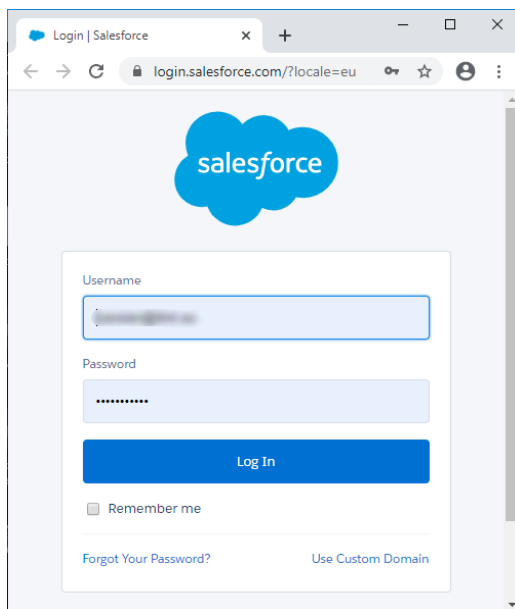 Login | Salesforce
login.salesforce.com/?locale=eu
salesforce
Username
Password
•••••••••••
Log In
Remember me
Forgot Your Password? Use Custom Domain